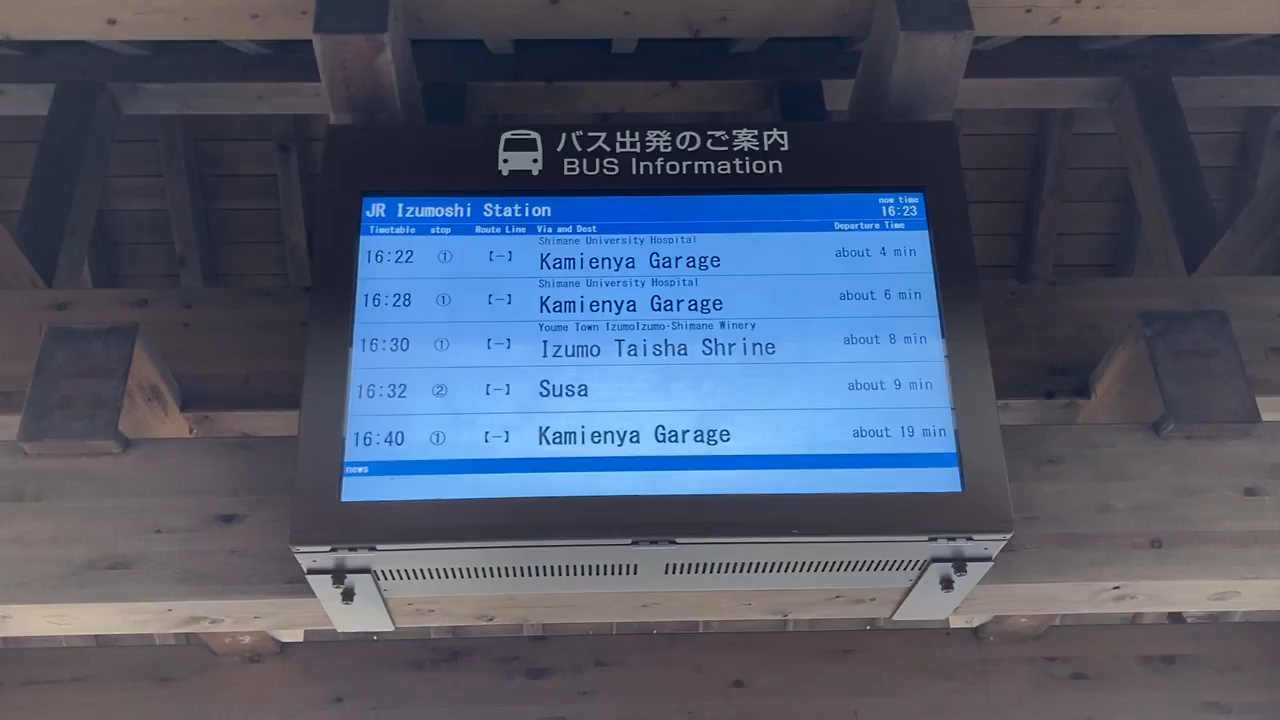 バス出発のご案内
BUS Information
JR Izumoshi Station
now time
16:23
Timetable stop Route Line Via and Dest Departure Time
Shimane University Hospital
16:22 ① [-] Kamienya Garage about 4 min
Shimane University Hospital
16:28 ① [-] Kamienya Garage about 6 min
Youme Town IzumoIzumo·Shimane Winery
16:30 ① [-] Izumo Taisha Shrine about 8 min
16:32 ② [-] Susa about 9 min
16:40 ① [-] Kamienya Garage about 19 min
news